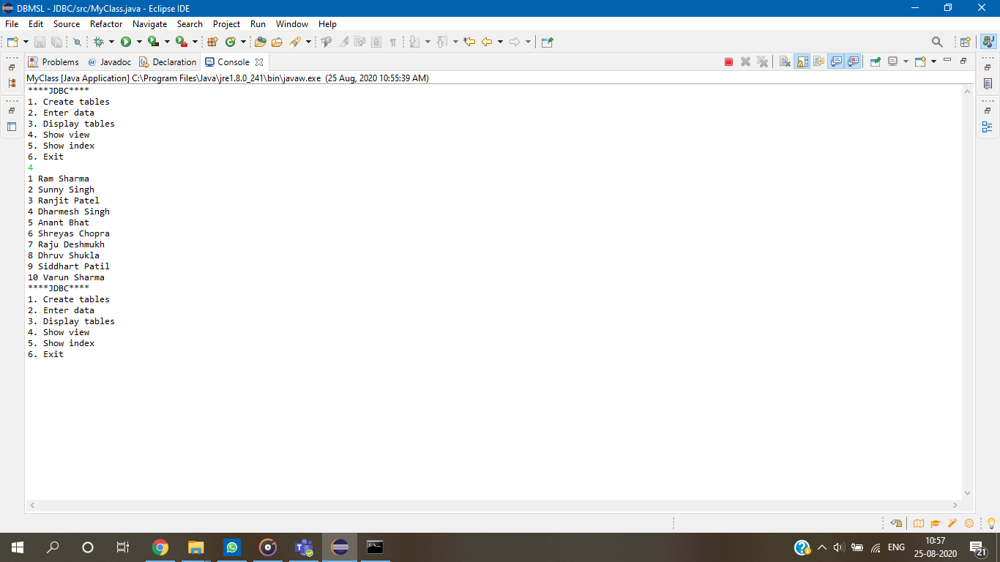 DBMSL - JDBC/src/MyClass.java - Eclipse IDE
File Edit Source Refactor Navigate Search Project Run Window Help
Problems @ Javadoc Declaration Console
MyClass [Java Application] C:\Program Files\Java\jre1.8.0_241\bin\javaw.exe (25 Aug, 2020 10:55:39 AM)
****JDBC****
1. Create tables
2. Enter data
3. Display tables
4. Show view
5. Show index
6. Exit
4
1 Ram Sharma
2 Sunny Singh
3 Ranjit Patel
4 Dharmesh Singh
5 Anant Bhat
6 Shreyas Chopra
7 Raju Deshmukh
8 Dhruv Shukla
9 Siddhart Patil
10 Varun Sharma
****JDBC****
1. Create tables
2. Enter data
3. Display tables
4. Show view
5. Show index
6. Exit
ENG
10:57
25-08-2020
21